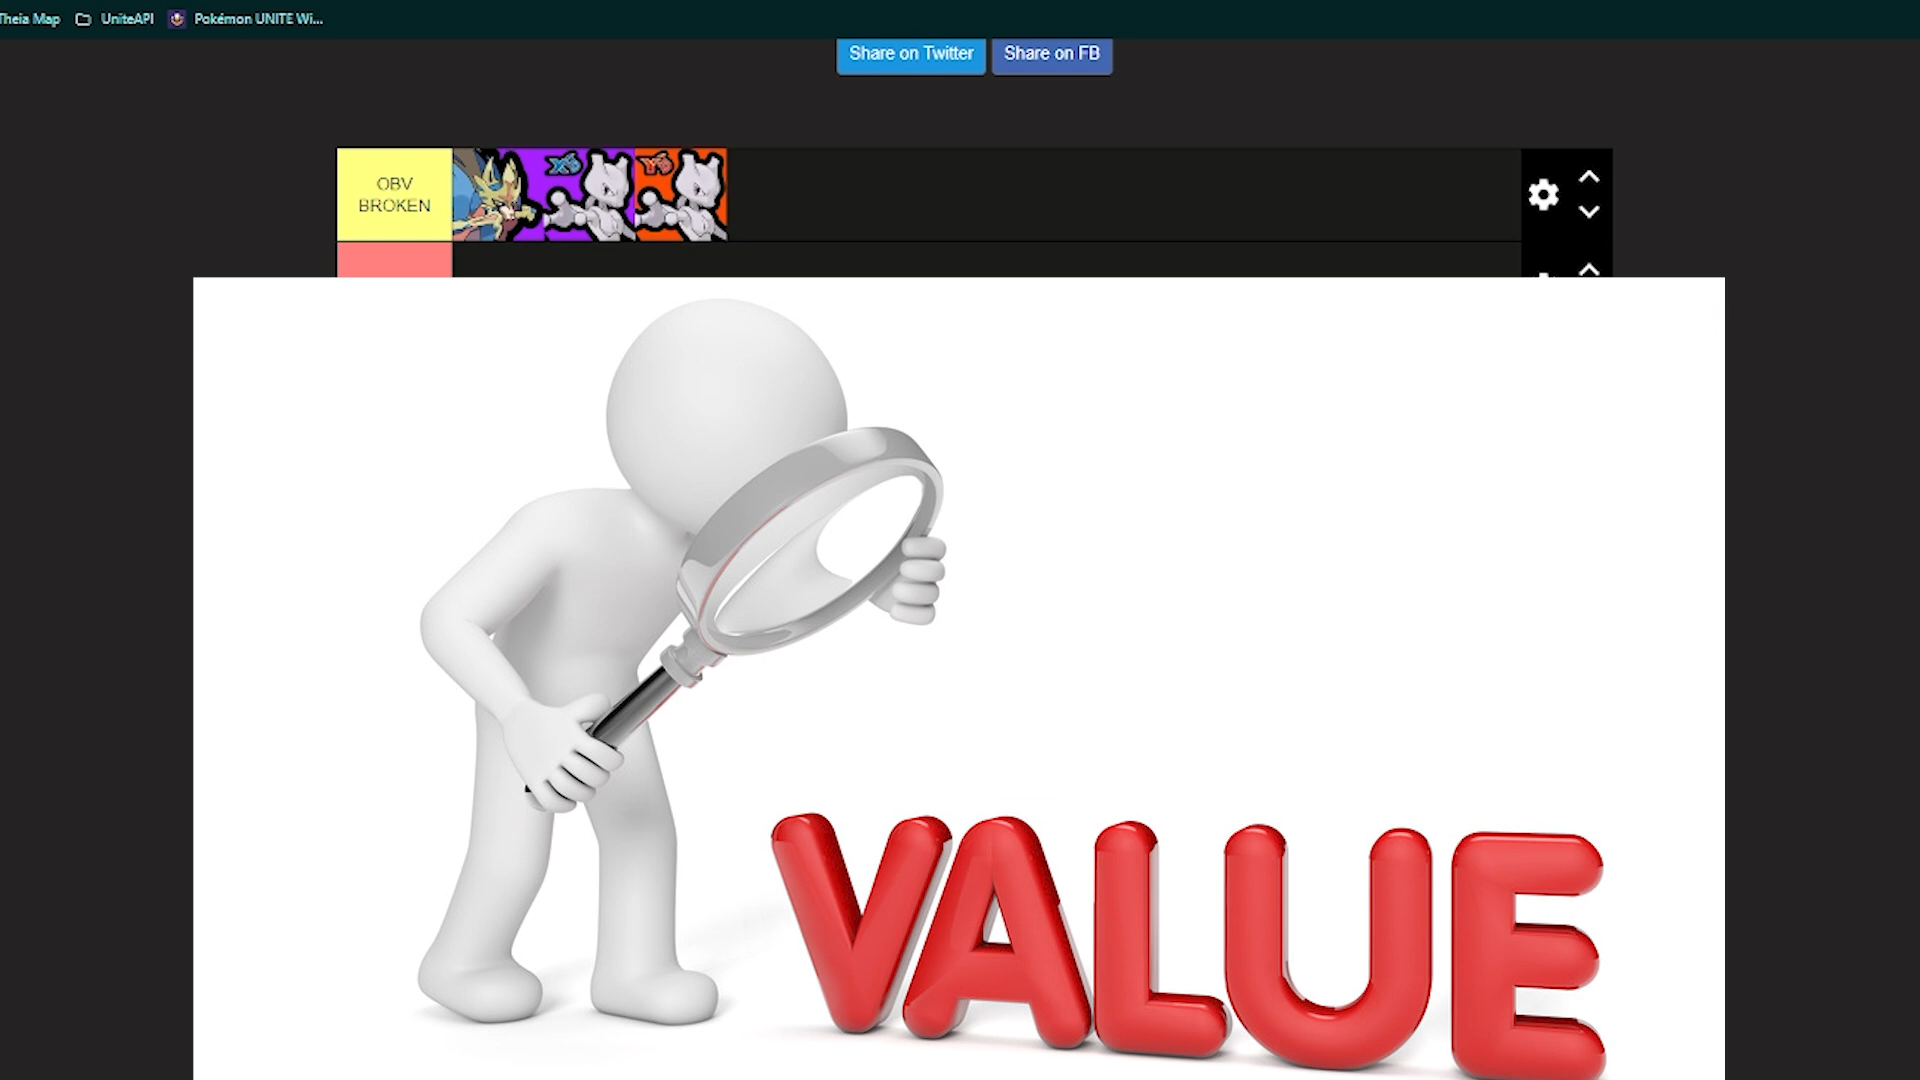 Theia Map UniteAPI Pokémon UNITE Wi...
Share on Twitter Share on FB
OBV
BROKEN
X
Y
VALUE